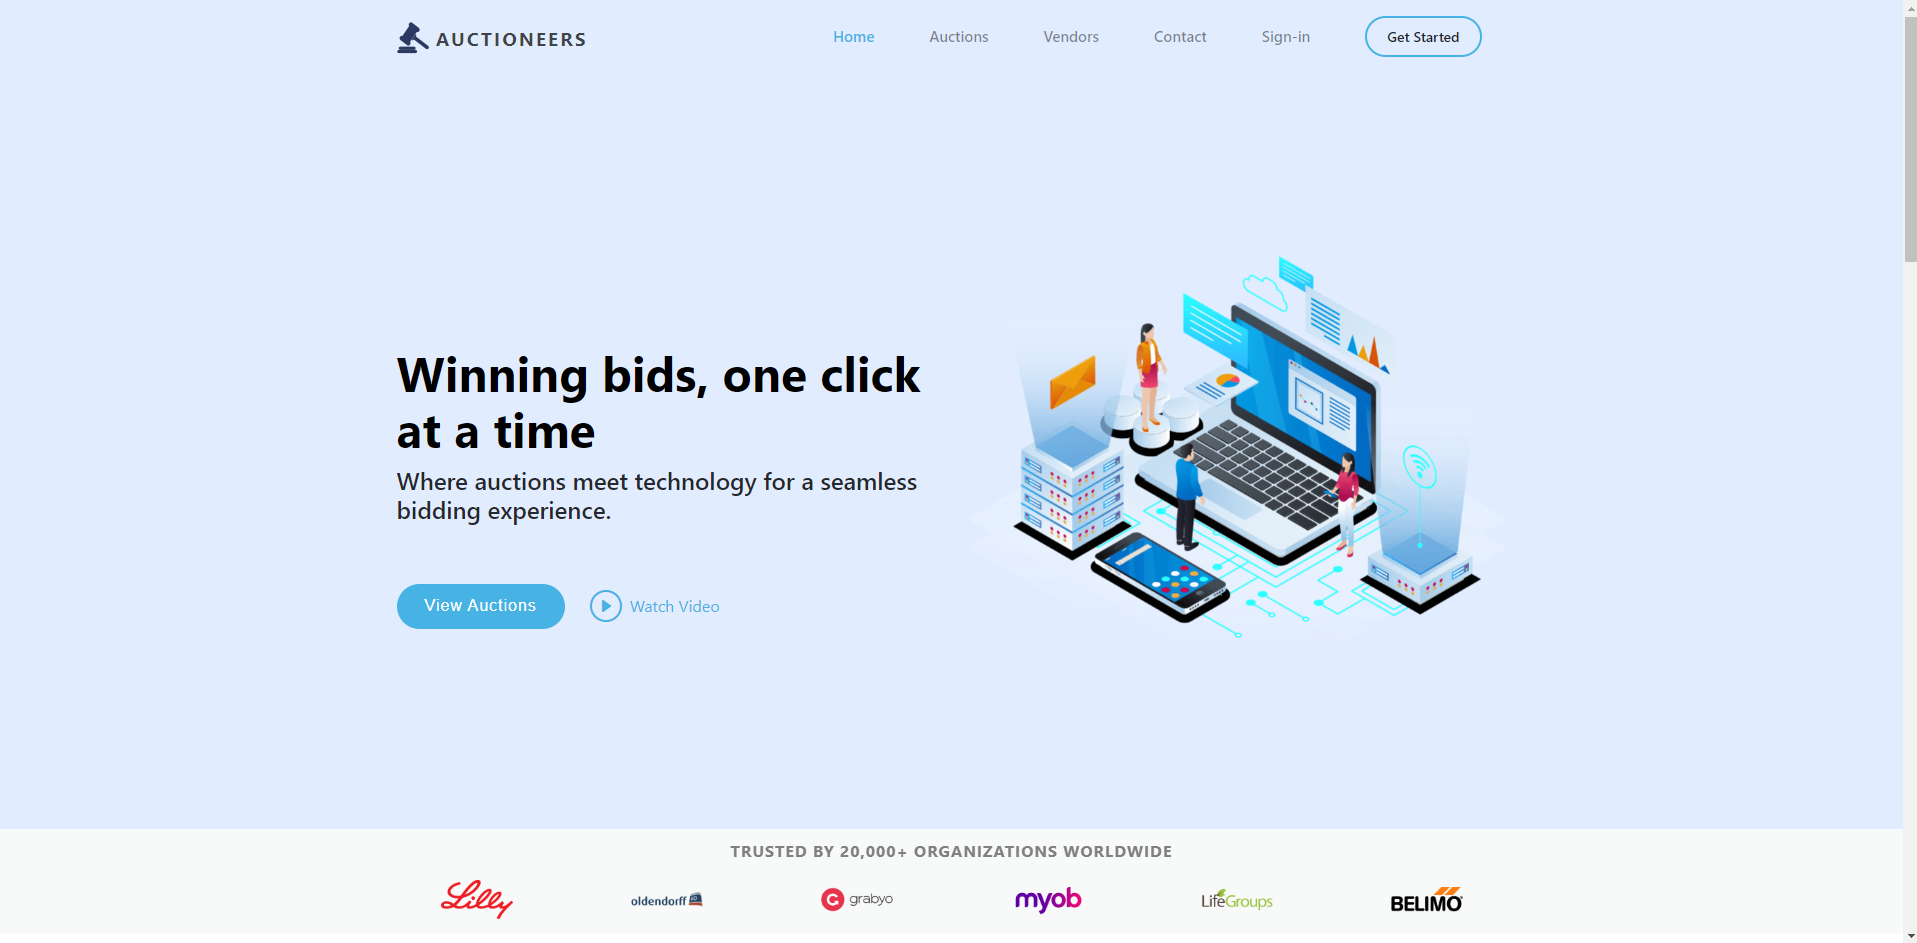 AUCTIONEERS
Home
Auctions
Vendors
Contact
Sign-in
Get Started
Winning bids, one click
at a time
Where auctions meet technology for a seamless
bidding experience.
View Auctions
Watch Video
TRUSTED BY 20,000+ ORGANIZATIONS WORLDWIDE
Lilly
oldendorff
grabyo
myob
LifeGroups
BELIMO